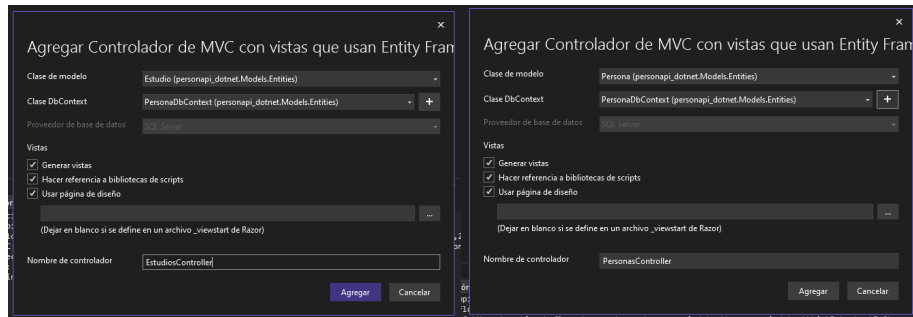 Agregar Controlador de MVC con vistas que usan Entity Fram
Clase de modelo
Estudio (personapi_dotnet.Models.Entities)
Clase DbContext
PersonaDbContext (personapi_dotnet.Models.Entities)
+
Proveedor de base de datos
SQL Server
Vistas
Generar vistas
Hacer referencia a bibliotecas de scripts
Usar página de diseño
...
(Dejar en blanco si se define en un archivo _viewstart de Razor)
Nombre de controlador
EstudiosController
Agregar
Cancelar
Agregar Controlador de MVC con vistas que usan Entity Fram
Clase de modelo
Persona (personapi_dotnet.Models.Entities)
Clase DbContext
PersonaDbContext (personapi_dotnet.Models.Entities)
+
Proveedor de base de datos
SQL Server
Vistas
Generar vistas
Hacer referencia a bibliotecas de scripts
Usar página de diseño
...
(Dejar en blanco si se define en un archivo _viewstart de Razor)
Nombre de controlador
PersonasController
Agregar
Cancelar